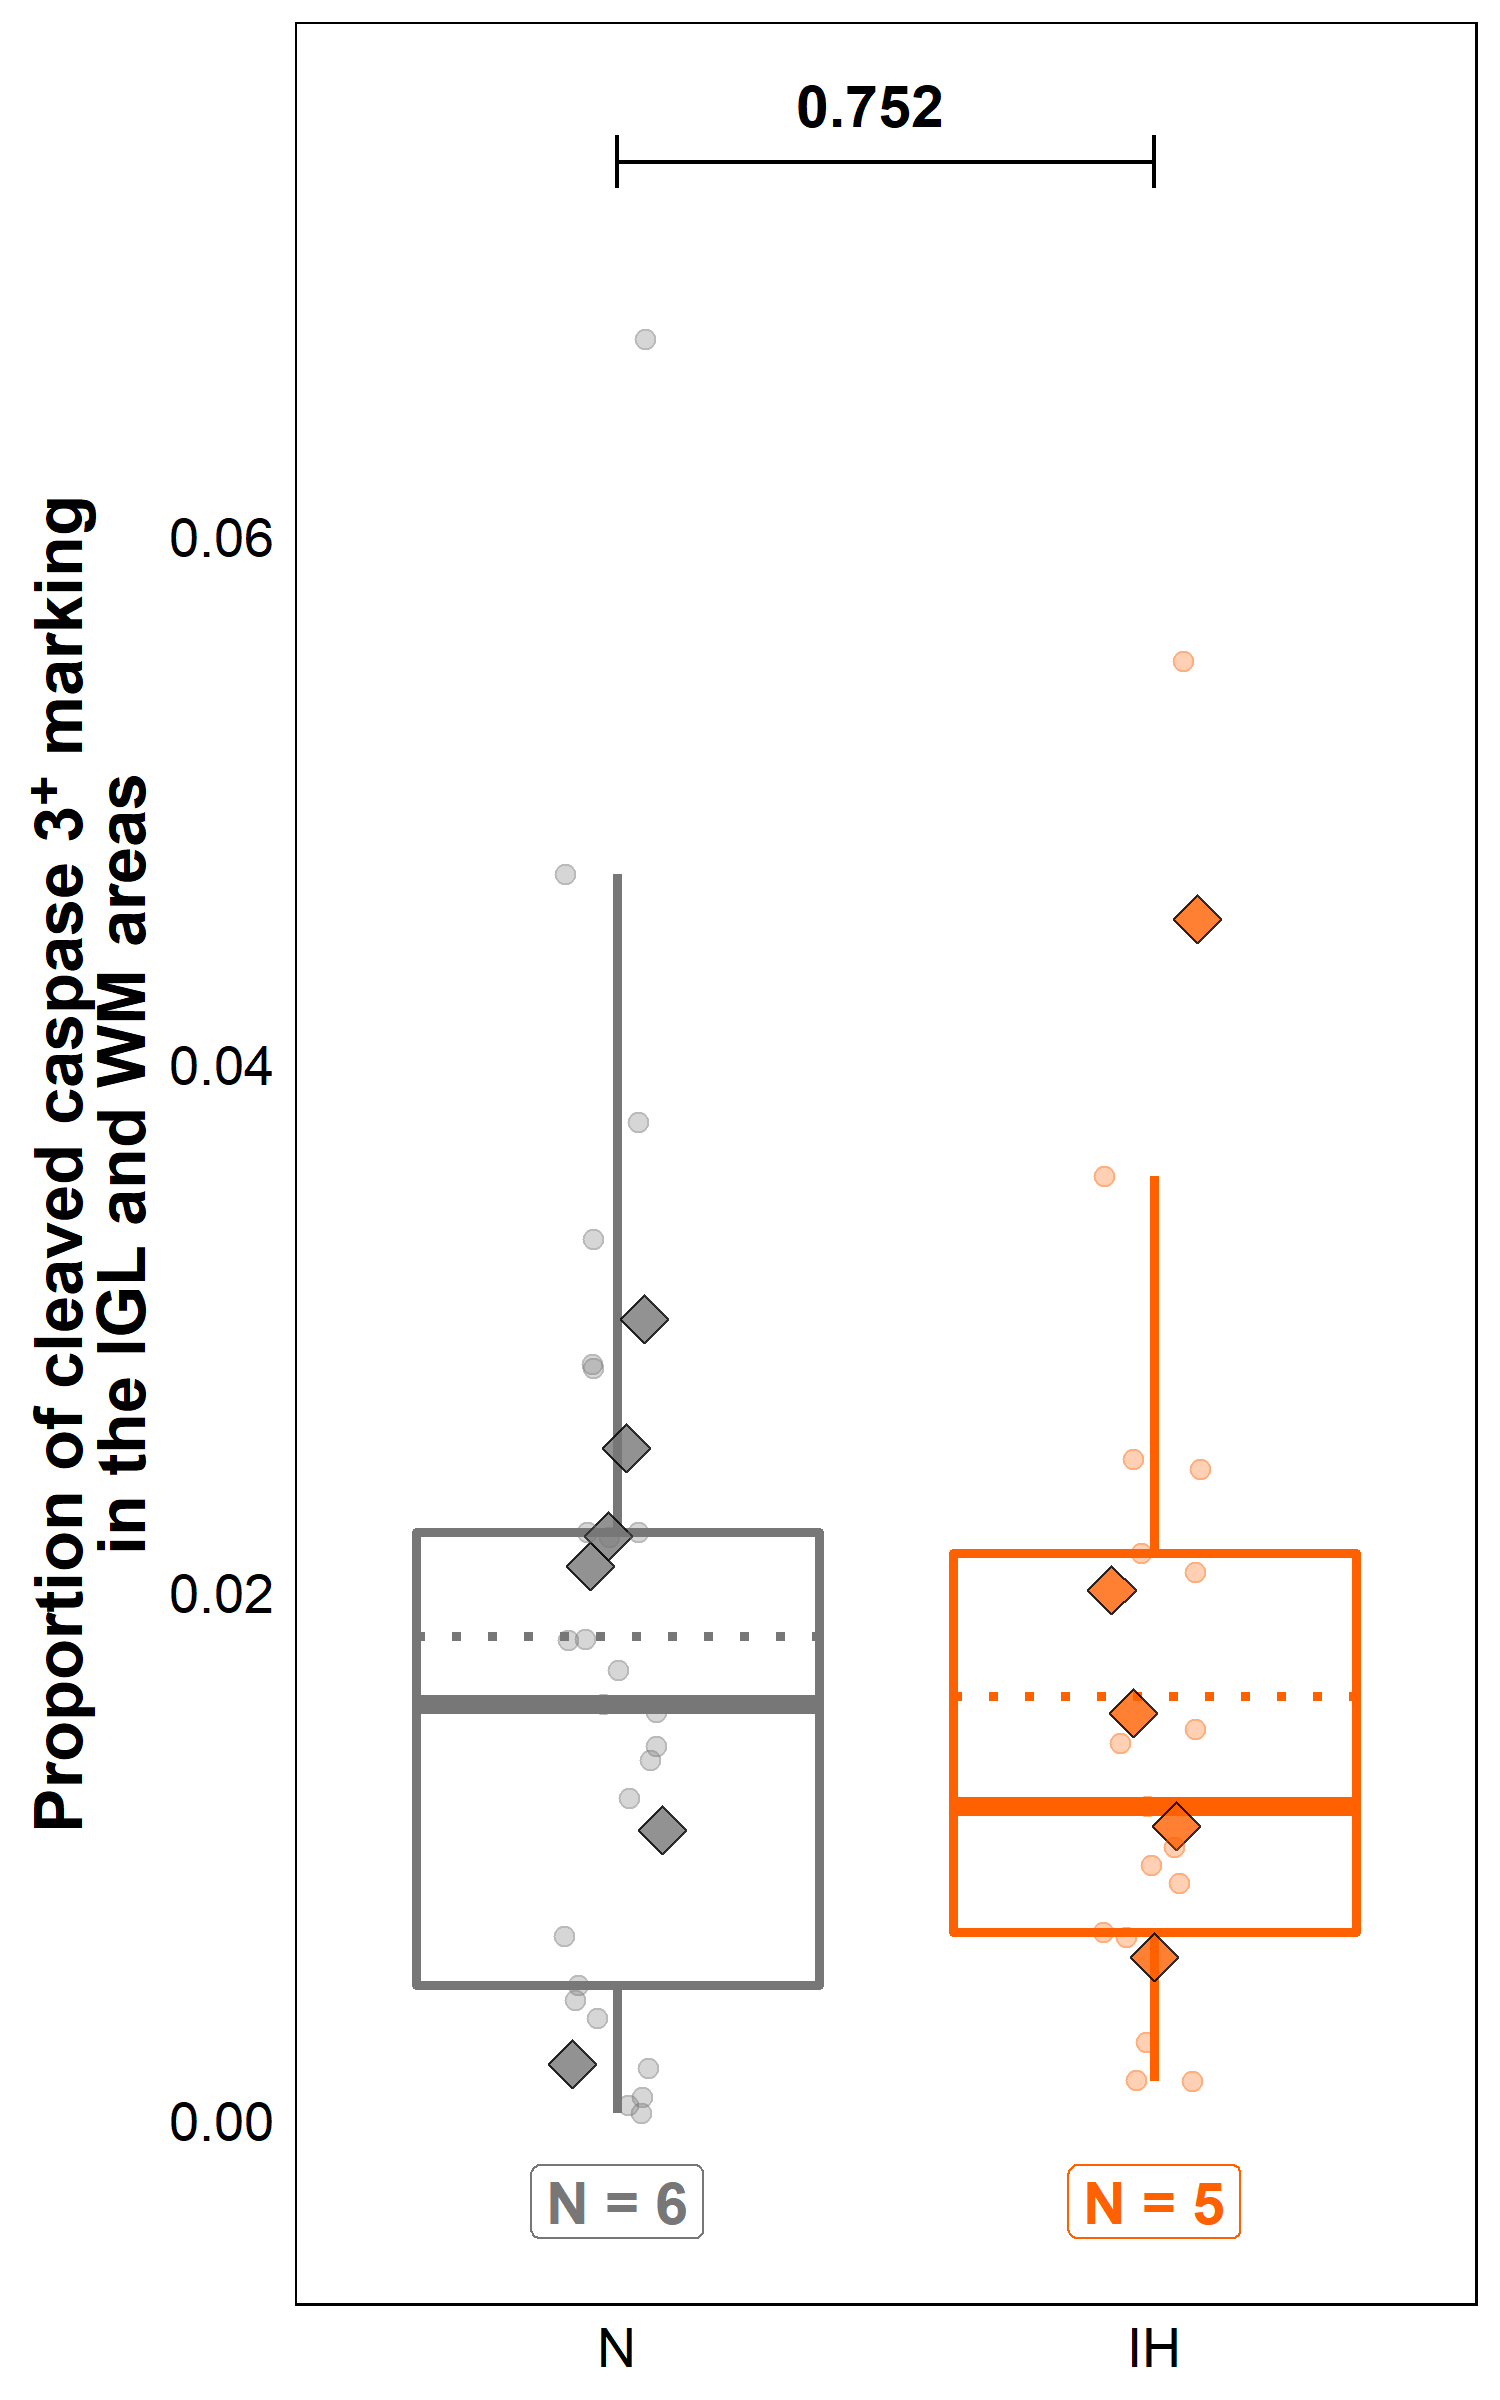 Proportion of cleaved caspase 3⁺ marking
in the IGL and WM areas
0.752
0.06
0.04
0.02
0.00
N = 6
N = 5
N
IH